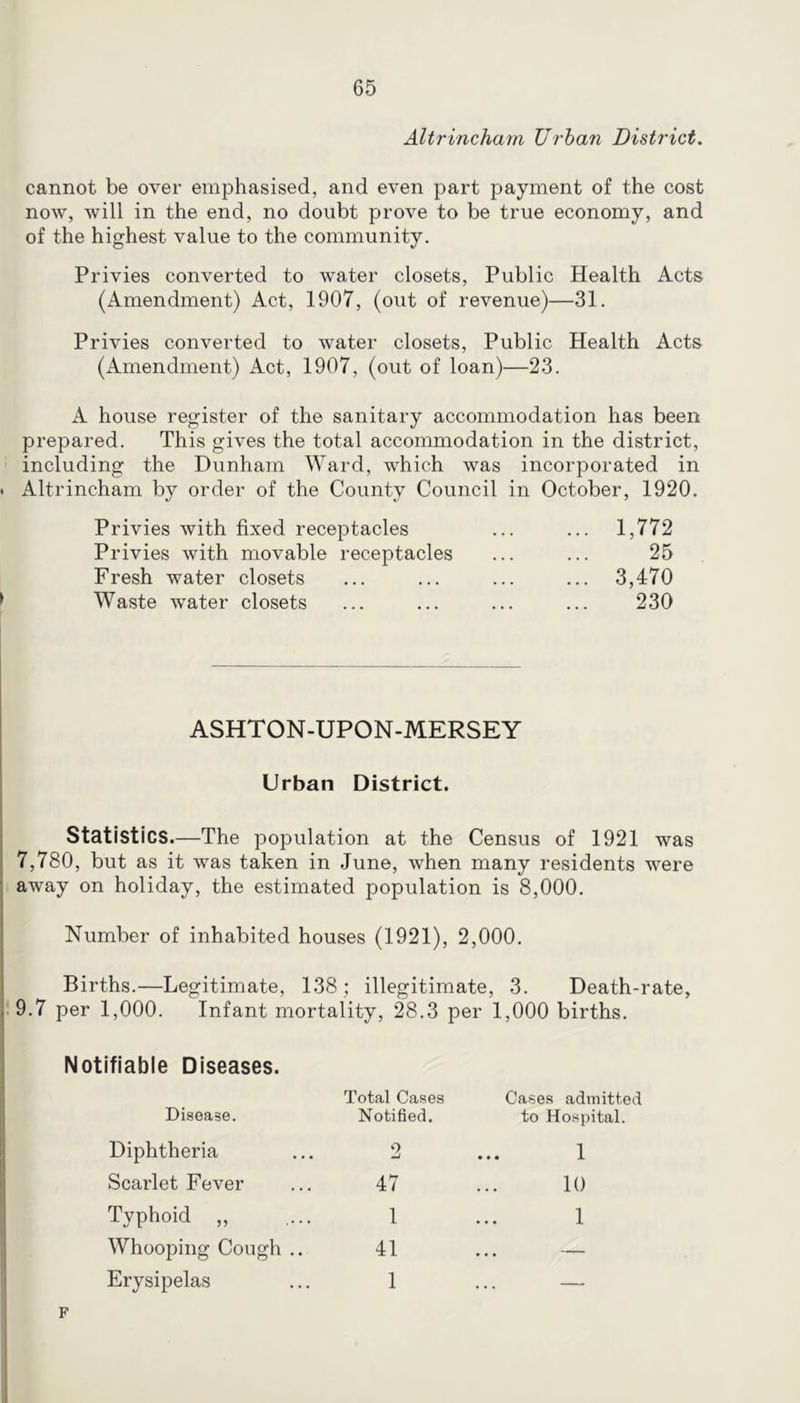 65
Altrincham Urban District.
cannot be over emphasised, and even part payment of the cost
now, will in the end, no doubt prove to be true economy, and
of the highest value to the community.
Privies converted to water closets, Public Health Acts
(Amendment) Act, 1907, (out of revenue)—31.
Privies converted to water closets, Public Health Acts
(Amendment) Act, 1907, (out of loan)—23.
A house register of the sanitary accommodation has been
prepared. This gives the total accommodation in the district,
including the Dunham Ward, which was incorporated in
Altrincham by order of the County Council in October, 1920.
Privies with fixed receptacles ... ... 1,772
Privies with movable receptacles ... ... 25
Fresh water closets ... ... ... ... 3,470
Waste water closets ... ... ... ... 230
ASHTON-UPON-MERSEY
Urban District.
Statistics.—The population at the Census of 1921 was
7,780, but as it was taken in June, when many residents were
away on holiday, the estimated population is 8,000.
Number of inhabited houses (1921), 2,000.
Births.—Legitimate, 138; illegitimate, 3. Death-rate,
9.7 per 1,000. Infant mortality, 28.3 per 1,000 births.
Notifiable Diseases.
Disease. Total Cases Notified. Cases admitted to Hospital.
Diphtheria ... 2 ... 1
Scarlet Fever ... 47 ... 10
Typhoid ,, ... 1 ... 1
Whooping Cough .. 41 ... —
Erysipelas ... 1 ... —
F